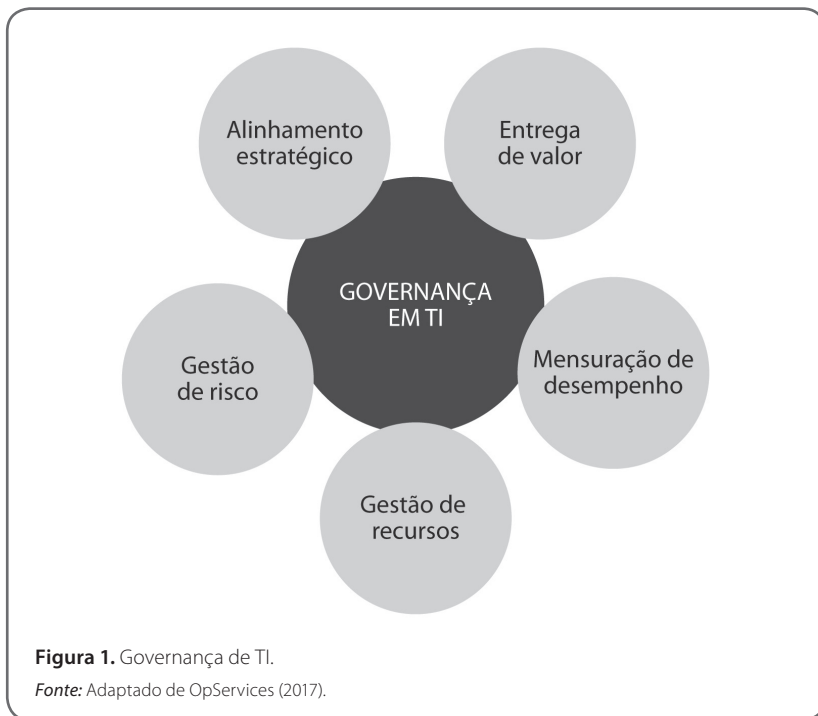 Alinhamento
estratégico
Entrega
de valor
GOVERNANÇA
EM TI
Gestão
de risco
Mensuração de
desempenho
Gestão de
recursos
Figura 1. Governança de TI.
Fonte: Adaptado de OpServices (2017).